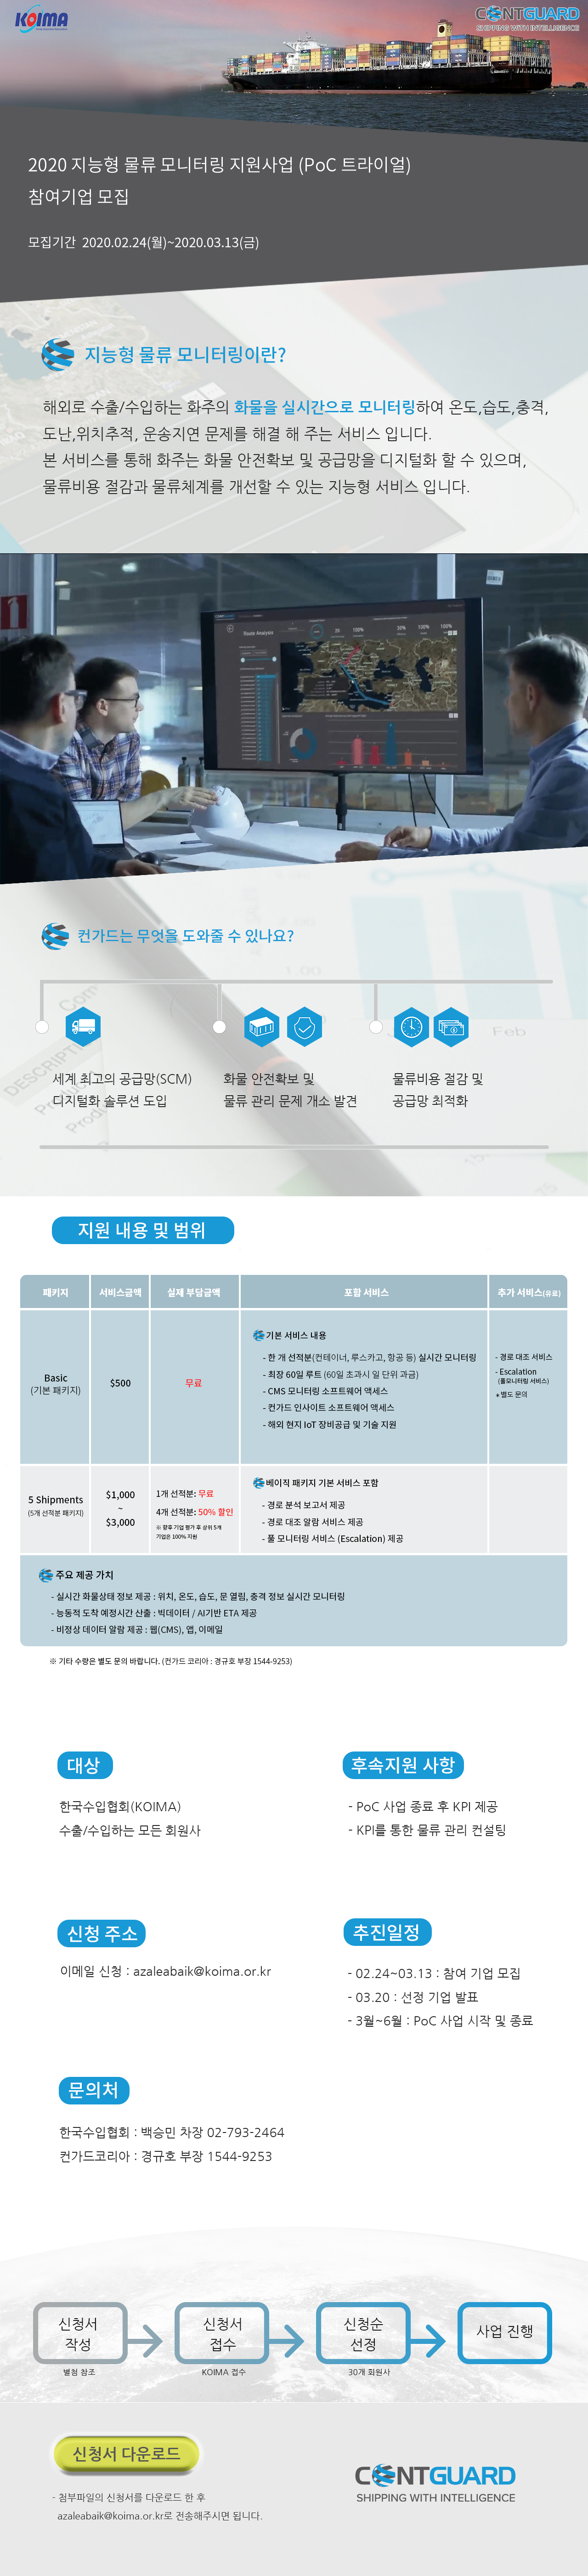 KOIMA
CONTGUARD
SHIPPING WITH INTELLIGENCE
2020 지능형 물류 모니터링 지원사업 (PoC 트라이얼)
참여기업 모집
모집기간 2020.02.24(월)~2020.03.13(금)
지능형 물류 모니터링이란?
해외로 수출/수입하는 화주의 화물을 실시간으로 모니터링하여 온도,습도,충격,
도난,위치추적, 운송지연 문제를 해결 해 주는 서비스 입니다.
본 서비스를 통해 화주는 화물 안전확보 및 공급망을 디지털화 할 수 있으며,
물류비용 절감과 물류체계를 개선할 수 있는 지능형 서비스 입니다.
Route Analysis
컨가드는 무엇을 도와줄 수 있나요?
세계 최고의 공급망(SCM)
디지털화 솔루션 도입
화물 안전확보 및
물류 관리 문제 개소 발견
물류비용 절감 및
공급망 최적화
지원 내용 및 범위
패키지 서비스금액 실제 부담금액 포함 서비스 추가 서비스(유료)
Basic
(기본 패키지)
$500
무료
기본 서비스 내용
- 한 개 선적분(컨테이너, 루스카고, 항공 등) 실시간 모니터링
- 최장 60일 루트 (60일 초과시 일 단위 과금)
- CMS 모니터링 소프트웨어 액세스
- 컨가드 인사이트 소프트웨어 액세스
- 해외 현지 IoT 장비공급 및 기술 지원
- 경로 대조 서비스
- Escalation
(풀모니터링 서비스)
* 별도 문의
5 Shipments
(5개 선적분 패키지)
$1,000
~
$3,000
1개 선적분: 무료
4개 선적분: 50% 할인
※ 향후 기업 평가 후 상위 5개
기업은 100% 지원
베이직 패키지 기본 서비스 포함
- 경로 분석 보고서 제공
- 경로 대조 알람 서비스 제공
- 풀 모니터링 서비스 (Escalation) 제공
주요 제공 가치
- 실시간 화물상태 정보 제공 : 위치, 온도, 습도, 문 열림, 충격 정보 실시간 모니터링
- 능동적 도착 예정시간 산출 : 빅데이터 / AI기반 ETA 제공
- 비정상 데이터 알람 제공 : 웹(CMS), 앱, 이메일
※ 기타 수량은 별도 문의 바랍니다. (컨가드 코리아 : 경규호 부장 1544-9253)
대상
한국수입협회(KOIMA)
수출/수입하는 모든 회원사
후속지원 사항
- PoC 사업 종료 후 KPI 제공
- KPI를 통한 물류 관리 컨설팅
신청 주소
이메일 신청 : azaleabaik@koima.or.kr
추진일정
- 02.24~03.13 : 참여 기업 모집
- 03.20 : 선정 기업 발표
- 3월~6월 : PoC 사업 시작 및 종료
문의처
한국수입협회 : 백승민 차장 02-793-2464
컨가드코리아 : 경규호 부장 1544-9253
신청서
작성
별첨 참조
신청서
접수
KOIMA 접수
신청순
선정
30개 회원사
사업 진행
신청서 다운로드
- 첨부파일의 신청서를 다운로드 한 후
azaleabaik@koima.or.kr로 전송해주시면 됩니다.
CONTGUARD
SHIPPING WITH INTELLIGENCE